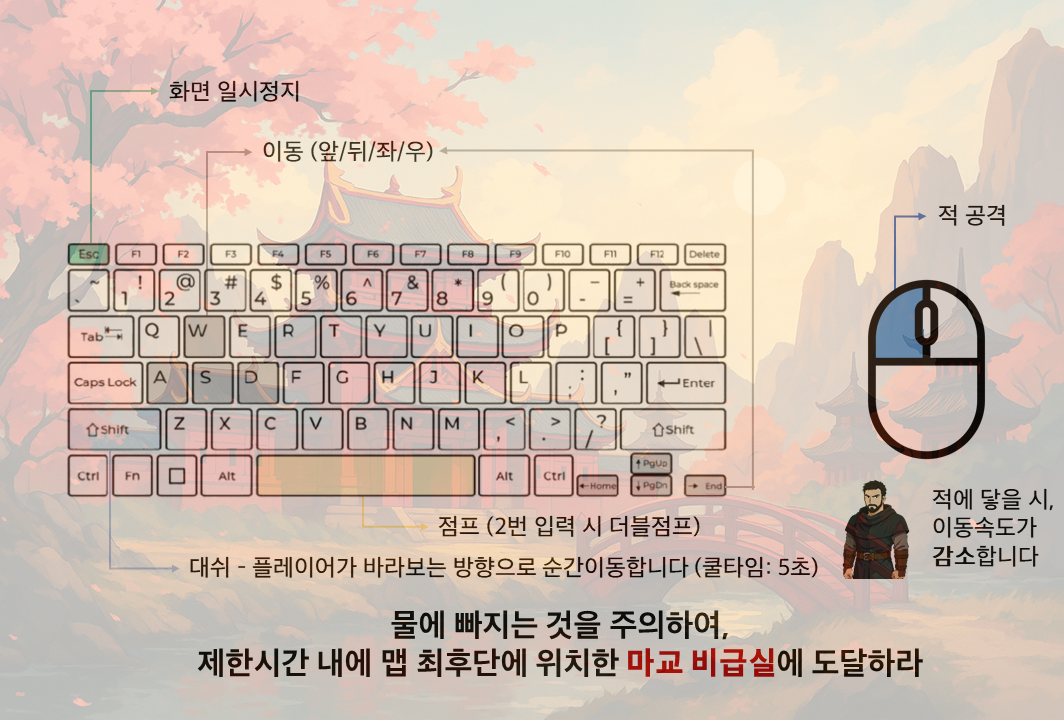 화면 일시정지
이동 (앞/뒤/좌/우)
적 공격
Esc F1 F2 F3 F4 F5 F6 F7 F8 F9 F10 F11 F12 Delete
~ ` ! 1 @ 2 # 3 $ 4 % 5 ^ 6 & 7 * 8 ( 9 ) 0 - - + = Back space
Tab Q W E R T Y U I O P { [ } ] | \
Caps Lock A S D F G H J K L : ; " , Enter
Shift Z X C V B N M < , > . ? / Shift
Ctrl Fn Alt Alt Ctrl Home PgUp PgDn End
적에 닿을 시,
이동속도가
감소합니다
점프 (2번 입력 시 더블점프)
대쉬 - 플레이어가 바라보는 방향으로 순간이동합니다 (쿨타임: 5초)
물에 빠지는 것을 주의하여,
제한시간 내에 맵 최후단에 위치한 마교 비급실에 도달하라